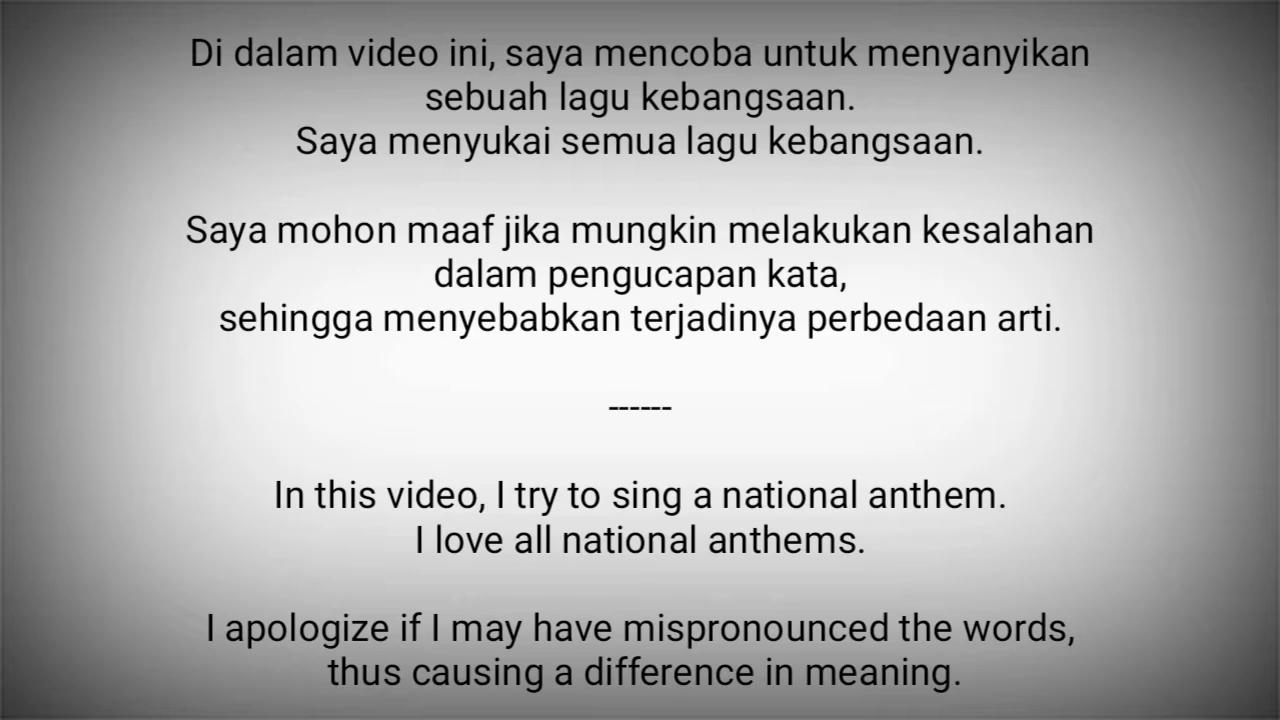 Di dalam video ini, saya mencoba untuk menyanyikan
sebuah lagu kebangsaan.
Saya menyukai semua lagu kebangsaan.
Saya mohon maaf jika mungkin melakukan kesalahan
dalam pengucapan kata,
sehingga menyebabkan terjadinya perbedaan arti.
------
In this video, I try to sing a national anthem.
I love all national anthems.
I apologize if I may have mispronounced the words,
thus causing a difference in meaning.